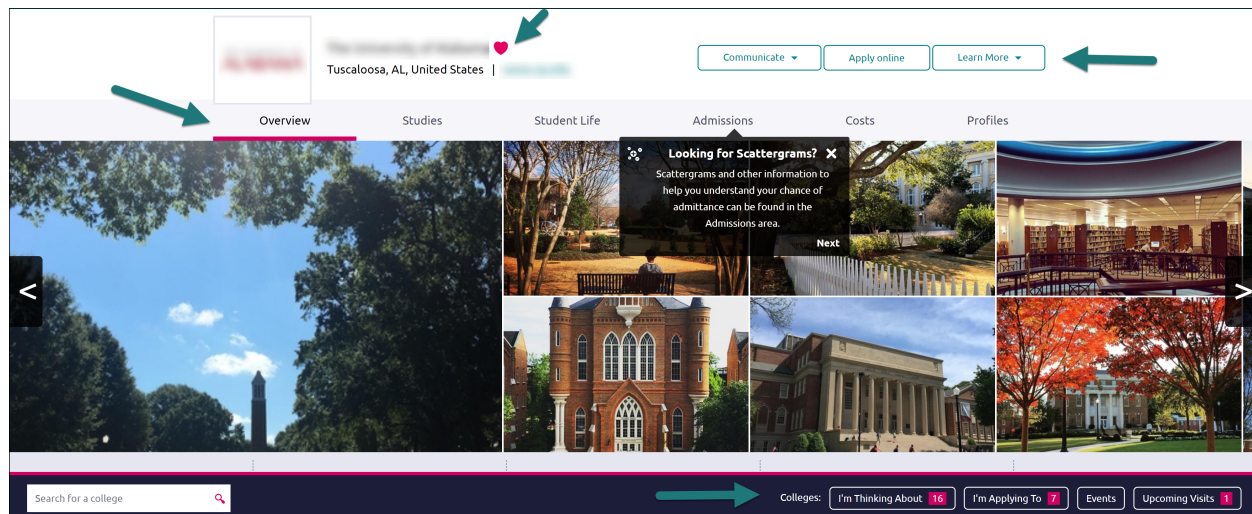 Tuscaloosa, AL, United States |
Communicate
Apply online
Learn More
Overview
Studies
Student Life
Admissions
Costs
Profiles
Looking for Scattergrams?
Scattergrams and other information to
help you understand your chance of
admittance can be found in the
Admissions area.
Next
<
>
Search for a college
Colleges:
I'm Thinking About 16
I'm Applying To 7
Events
Upcoming Visits 1